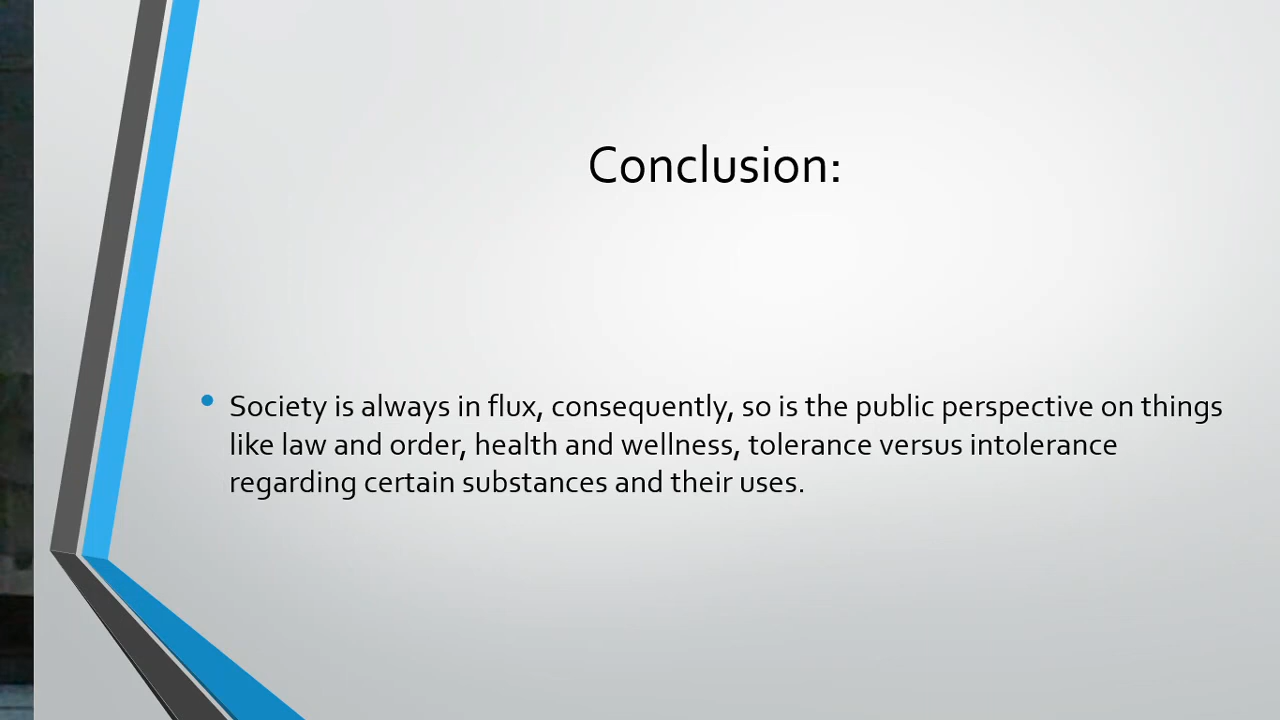 Conclusion:
Society is always in flux, consequently, so is the public perspective on things
like law and order, health and wellness, tolerance versus intolerance
regarding certain substances and their uses.